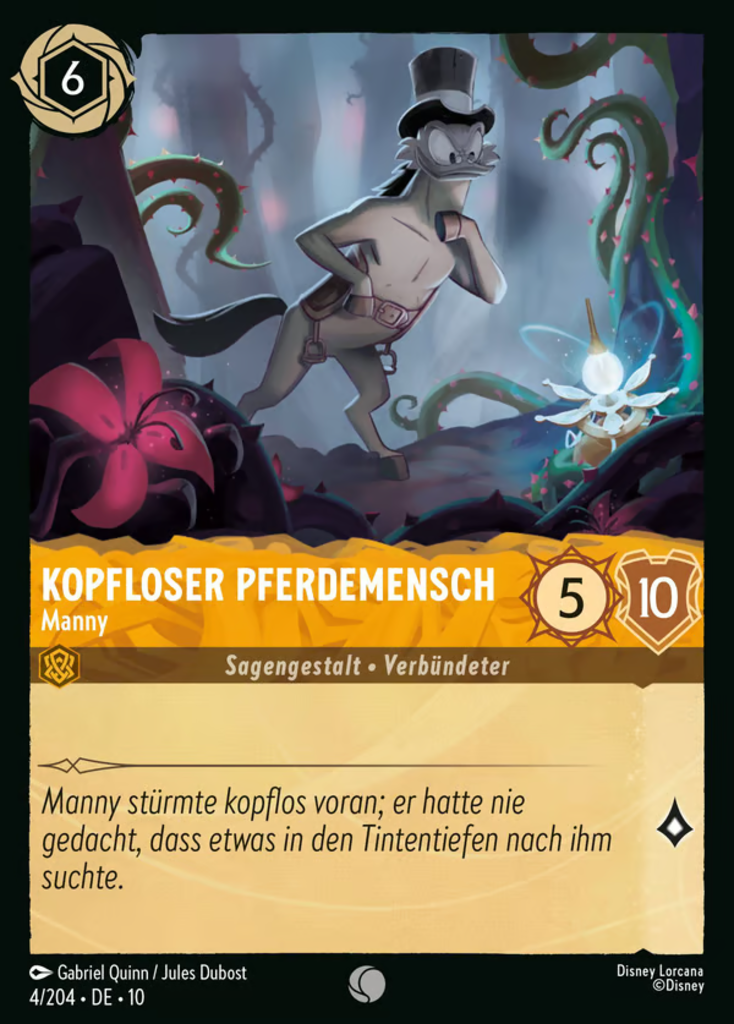 6
KOPFLOSER PFERDEMENSCH
Manny
5
10
Sagengestalt • Verbündeter
Manny stürmte kopflos voran; er hatte nie
gedacht, dass etwas in den Tintentiefen nach ihm
suchte.
Gabriel Quinn / Jules Dubost
4/204 • DE • 10
Disney Lorcana
©Disney